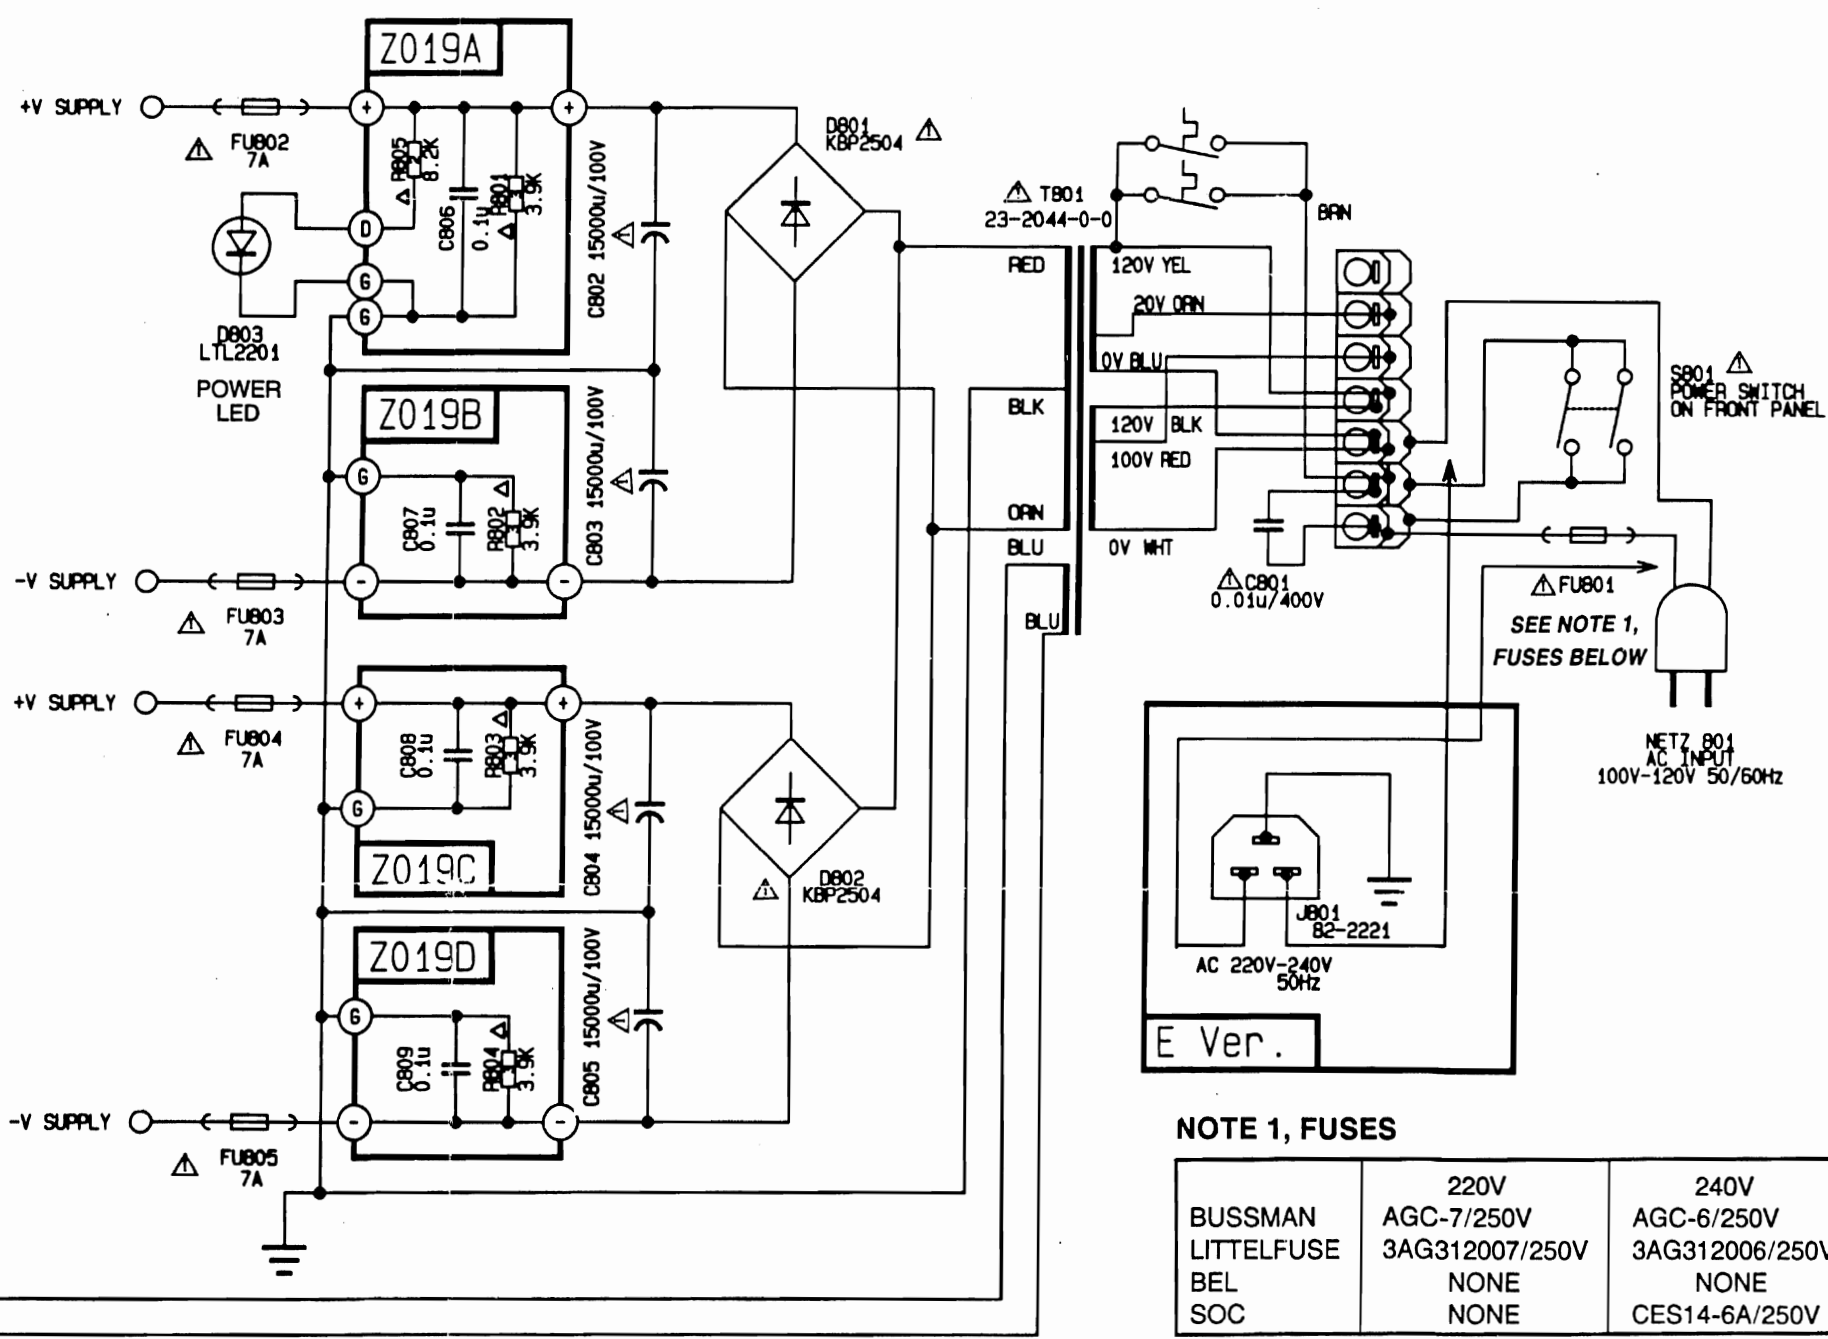 Z019A
+V SUPPLY
FU802
7A
R805
8.2K
C806
0.1u
R801
3.9K
C802 15000u/100V
D801
KBP2504
D
G
G
D803
LTL2201
POWER
LED
Z019B
G
C807
0.1u
R802
3.9K
C803 15000u/100V
-V SUPPLY
FU803
7A
+V SUPPLY
FU804
7A
C808
0.1u
R803
3.9K
C804 15000u/100V
G
Z019C
D802
KBP2504
Z019D
G
C809
0.1u
R804
3.9K
C805 15000u/100V
-V SUPPLY
FU805
7A
T801
23-2044-0-0
RED
BLK
ORN
BLU
BLU
120V YEL
20V ORN
0V BLU
120V BLK
100V RED
0V WHT
BRN
C801
0.01u/400V
S801
POWER SWITCH
ON FRONT PANEL
FU801
SEE NOTE 1,
FUSES BELOW
NETZ 801
AC INPUT
100V-120V 50/60Hz
J801
82-2221
AC 220V-240V
50Hz
E Ver.
NOTE 1, FUSES
220V 240V
BUSSMAN AGC-7/250V AGC-6/250V
LITTELFUSE 3AG312007/250V 3AG312006/250V
BEL NONE NONE
SOC NONE CES14-6A/250V